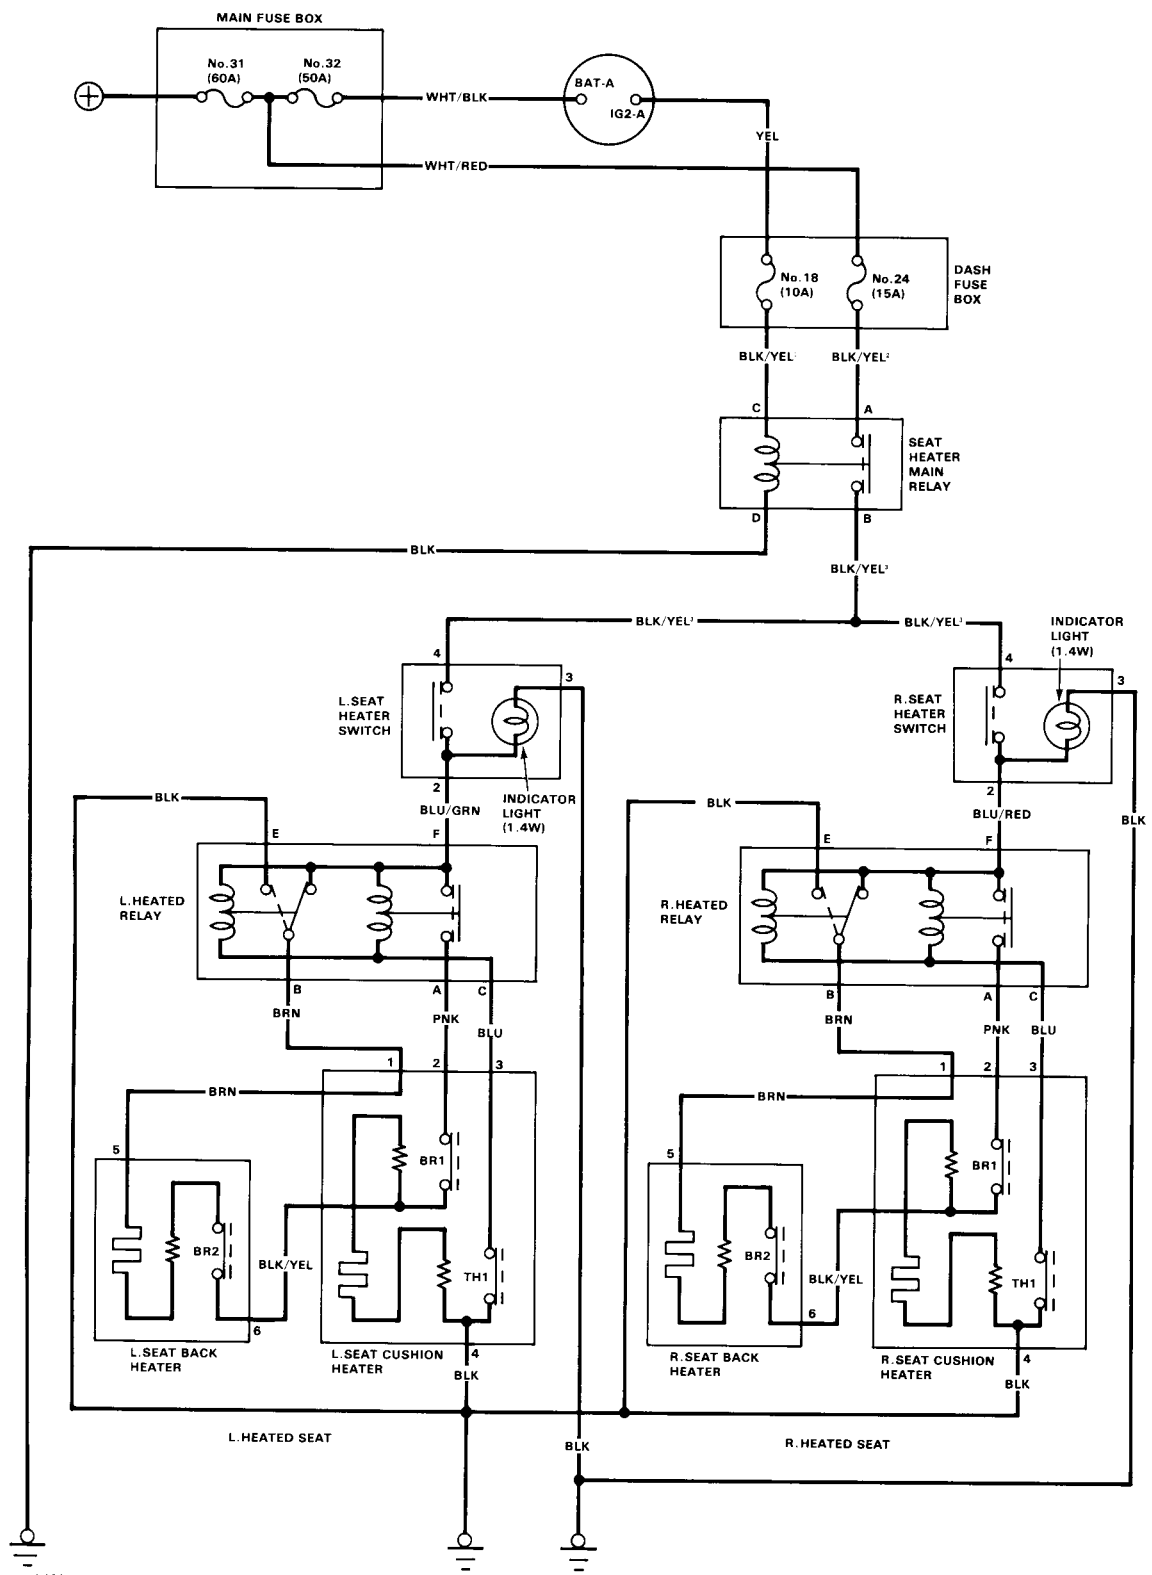 MAIN FUSE BOX
No.31
(60A)
No.32
(50A)
WHT/BLK
BAT-A
IG2-A
YEL
WHT/RED
No.18
(10A)
No.24
(15A)
DASH
FUSE
BOX
BLK/YEL¹
BLK/YEL²
C
A
SEAT
HEATER
MAIN
RELAY
D
B
BLK
BLK/YEL³
BLK/YEL³
BLK/YEL³
INDICATOR
LIGHT
(1.4W)
4
3
L.SEAT
HEATER
SWITCH
2
INDICATOR
LIGHT
(1.4W)
4
3
R.SEAT
HEATER
SWITCH
2
BLK
BLU/GRN
BLK
BLU/RED
BLK
E
F
L.HEATED
RELAY
B
A
C
E
F
R.HEATED
RELAY
B
A
C
BRN
PNK
BLU
BRN
PNK
BLU
1
2
3
BRN
5
BR1
BR2
BLK/YEL
TH1
6
4
L.SEAT BACK
HEATER
L.SEAT CUSHION
HEATER
BLK
1
2
3
BRN
5
BR1
BR2
BLK/YEL
TH1
6
4
R.SEAT BACK
HEATER
R.SEAT CUSHION
HEATER
BLK
L.HEATED SEAT
BLK
R.HEATED SEAT